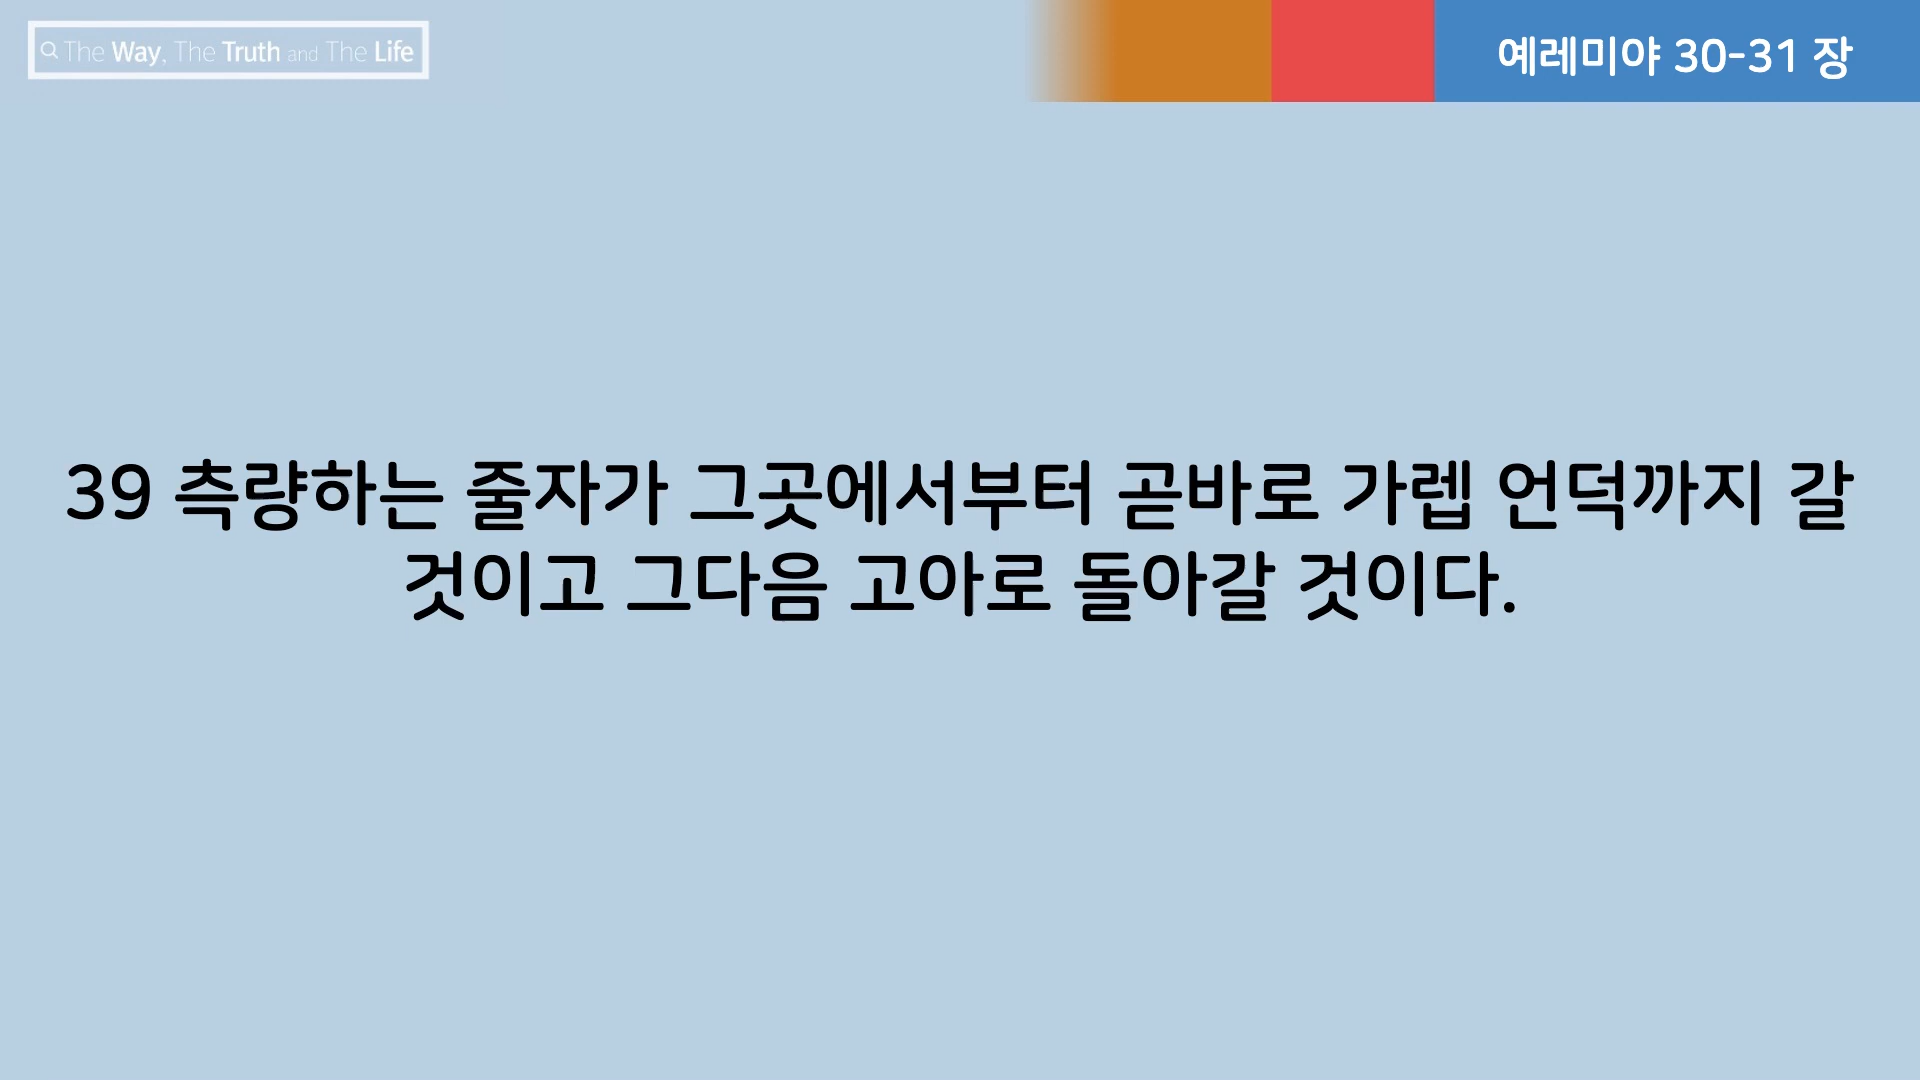 The Way, The Truth and The Life
예레미야 30-31 장
39 측량하는 줄자가 그곳에서부터 곧바로 가렙 언덕까지 갈
것이고 그다음 고아로 돌아갈 것이다.